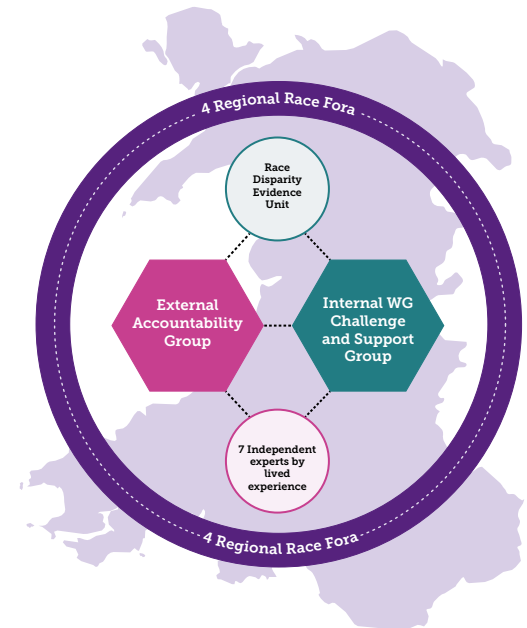 4 Regional Race Fora
Race
Disparity
Evidence
Unit
External
Accountability
Group
Internal WG
Challenge
and Support
Group
7 Independent
experts by
lived
experience
4 Regional Race Fora